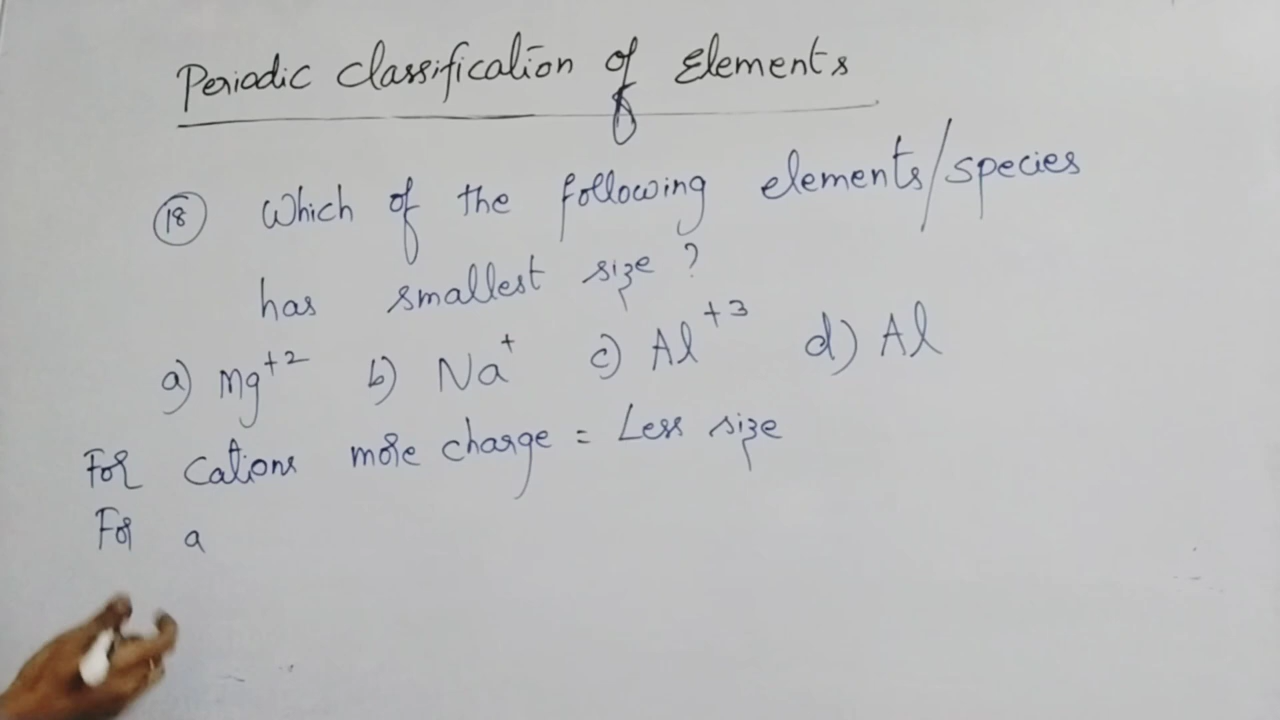 Periodic Classification of Elements
18 Which of the following elements/species
has smallest size ?
a) Mg+2 b) Na+ c) Al+3 d) Al
For Cations more charge = Less size
For a